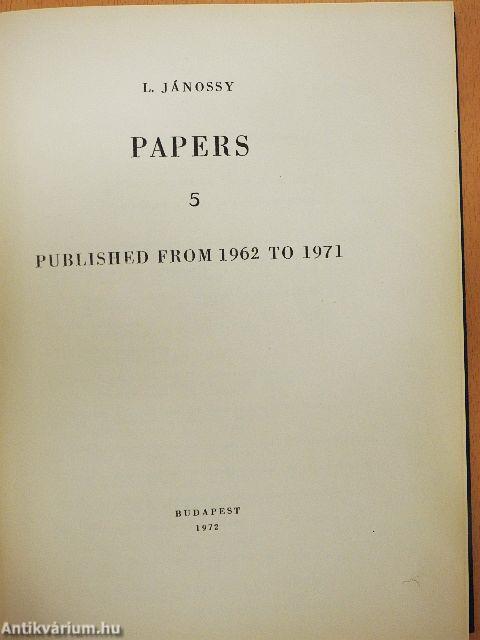 L. JÁNOSSY
PAPERS
5
PUBLISHED FROM 1962 TO 1971
BUDAPEST
1972
Antikvárium.hu